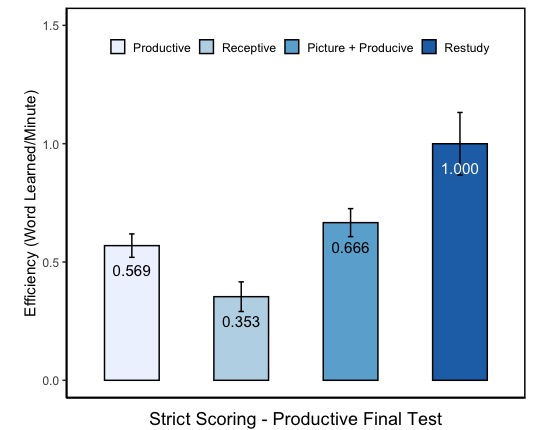 1.5
Productive Receptive Picture + Producive Restudy
1.0
1.000
0.666
0.569
0.5
0.353
0.0
Efficiency (Word Learned/Minute)
Strict Scoring - Productive Final Test